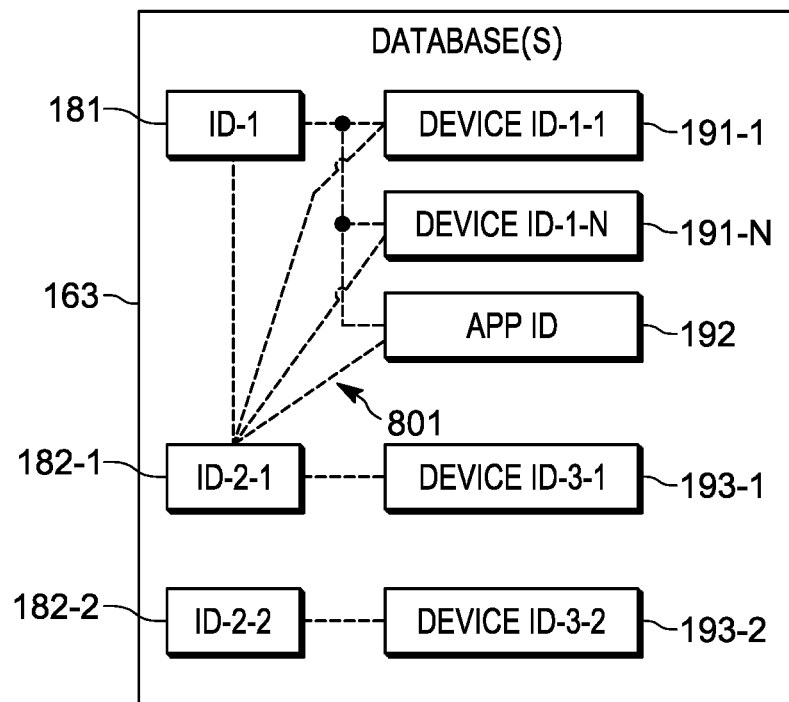 DATABASE(S)
181 ID-1 DEVICE ID-1-1 191-1
DEVICE ID-1-N 191-N
163
APP ID 192
801
182-1 ID-2-1 DEVICE ID-3-1 193-1
182-2 ID-2-2 DEVICE ID-3-2 193-2